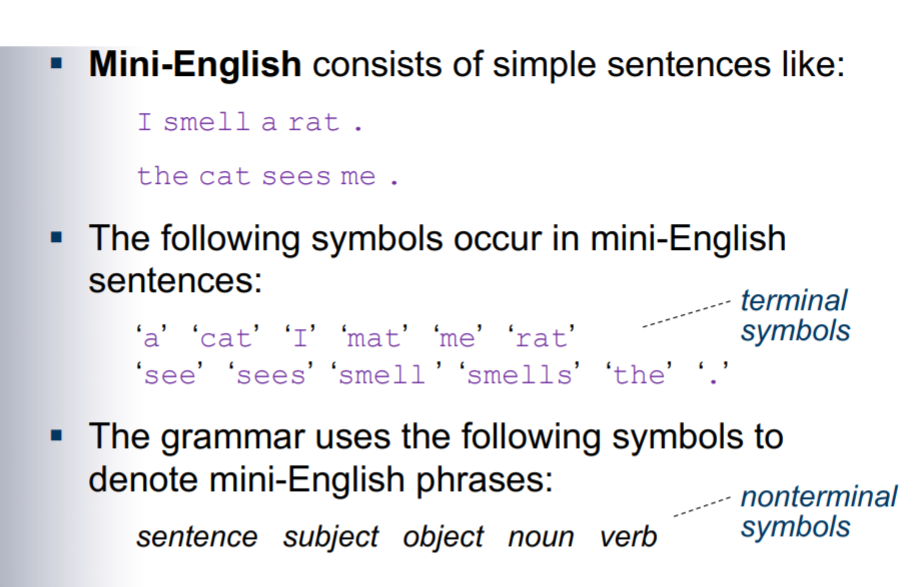 ▪ Mini-English consists of simple sentences like:
I smell a rat .
the cat sees me .
▪ The following symbols occur in mini-English
sentences:
‘a’ ‘cat’ ‘I’ ‘mat’ ‘me’ ‘rat’
‘see’ ‘sees’ ‘smell ’ ‘smells’ ‘the’ ‘.’
terminal
symbols
▪ The grammar uses the following symbols to
denote mini-English phrases:
sentence subject object noun verb
nonterminal
symbols